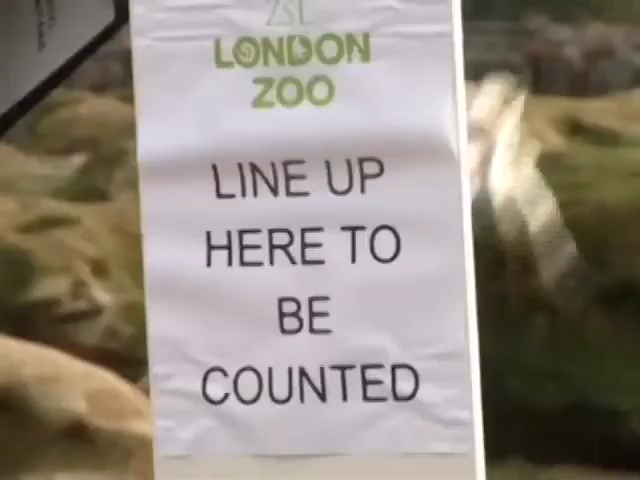 ZSL
LONDON
ZOO
LINE UP
HERE TO
BE
COUNTED